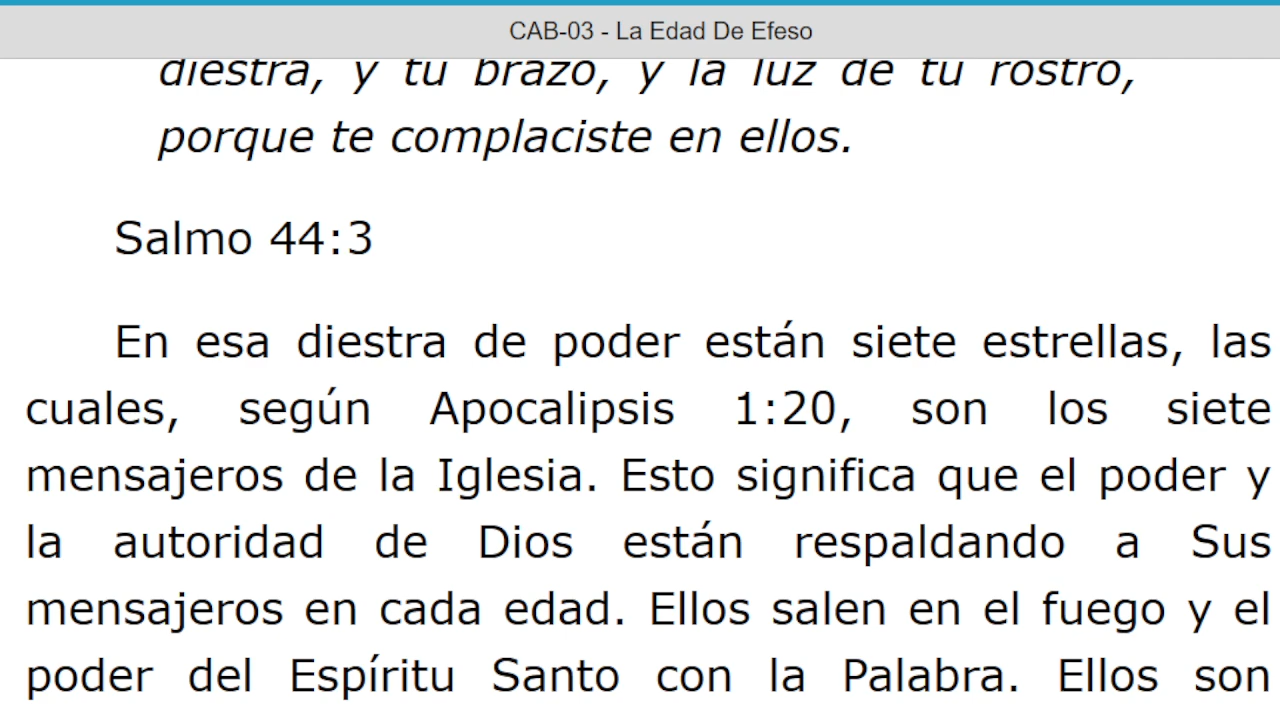 CAB-03 - La Edad De Efeso
diestra, y tu brazo, y la luz de tu rostro,
porque te complaciste en ellos.
Salmo 44:3
En esa diestra de poder están siete estrellas, las
cuales, según Apocalipsis 1:20, son los siete
mensajeros de la Iglesia. Esto significa que el poder y
la autoridad de Dios están respaldando a Sus
mensajeros en cada edad. Ellos salen en el fuego y el
poder del Espíritu Santo con la Palabra. Ellos son